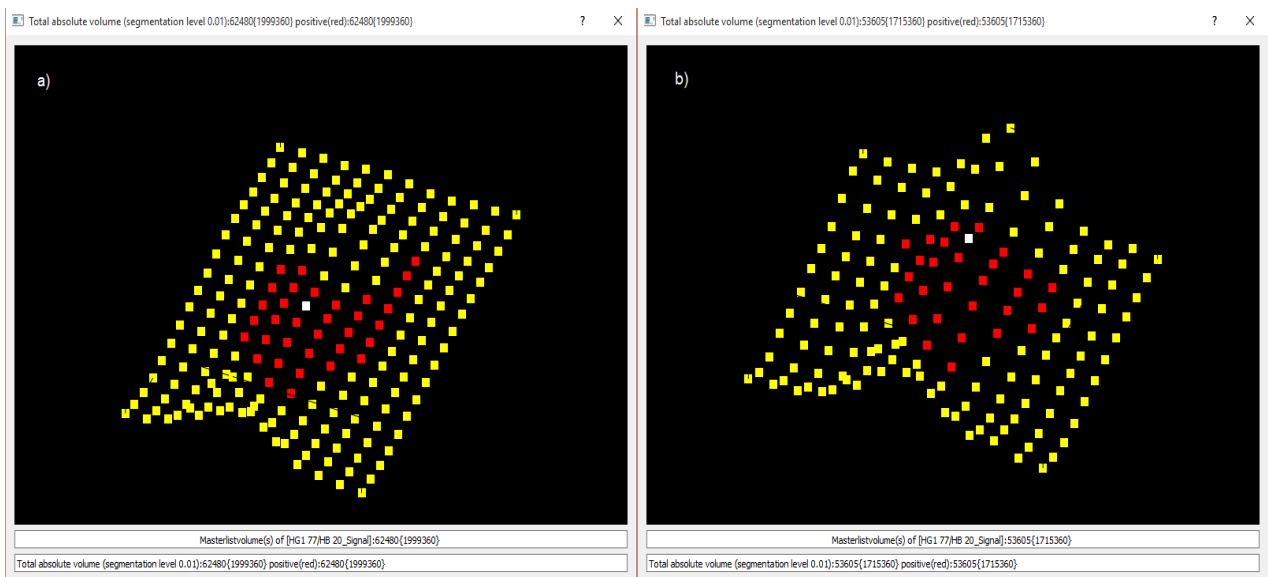 Total absolute volume (segmentation level 0.01):62480{1999360} positive(red):62480{1999360}
?
a)
Masterlistvolume(s) of [HG1 77/HB 20_Signal]:62480{1999360}
Total absolute volume (segmentation level 0.01):62480{1999360} positive(red):62480{1999360}
Total absolute volume (segmentation level 0.01):53605{1715360} positive(red):53605{1715360}
?
b)
Masterlistvolume(s) of [HG1 77/HB 20_Signal]:53605{1715360}
Total absolute volume (segmentation level 0.01):53605{1715360} positive(red):53605{1715360}